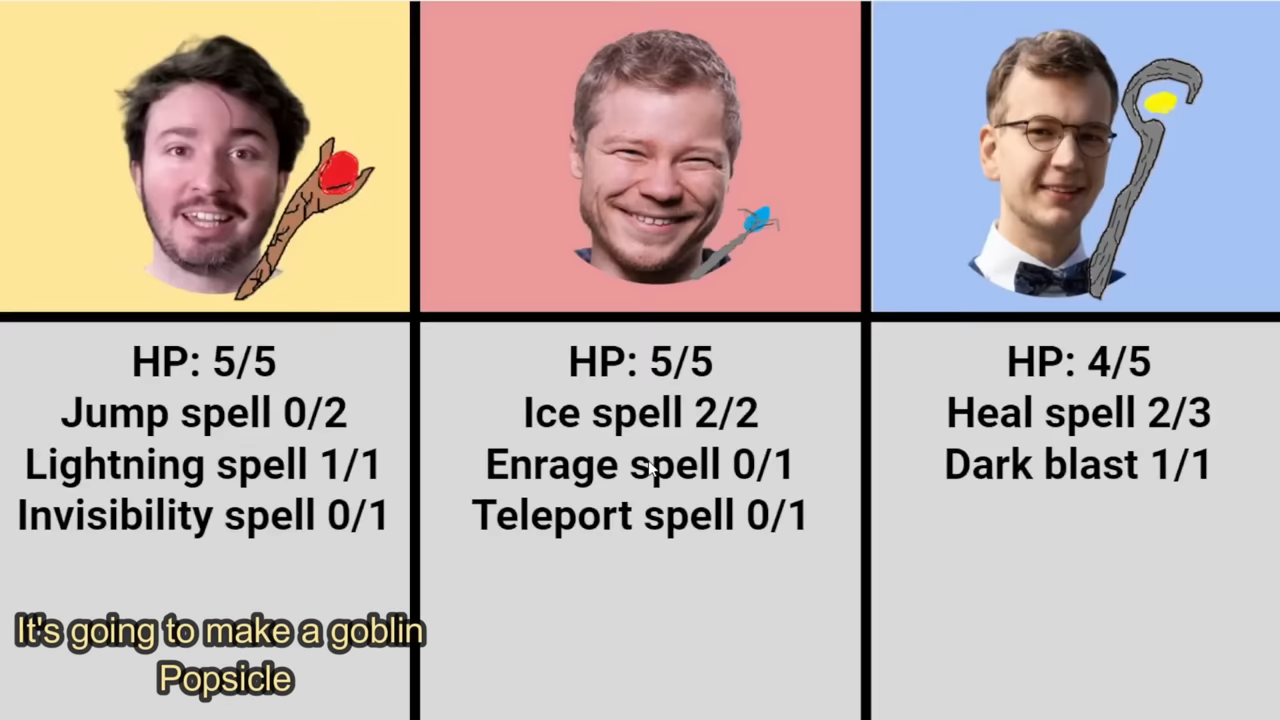 HP: 5/5
Jump spell 0/2
Lightning spell 1/1
Invisibility spell 0/1
It's going to make a goblin
Popsicle
HP: 5/5
Ice spell 2/2
Enrage spell 0/1
Teleport spell 0/1
HP: 4/5
Heal spell 2/3
Dark blast 1/1